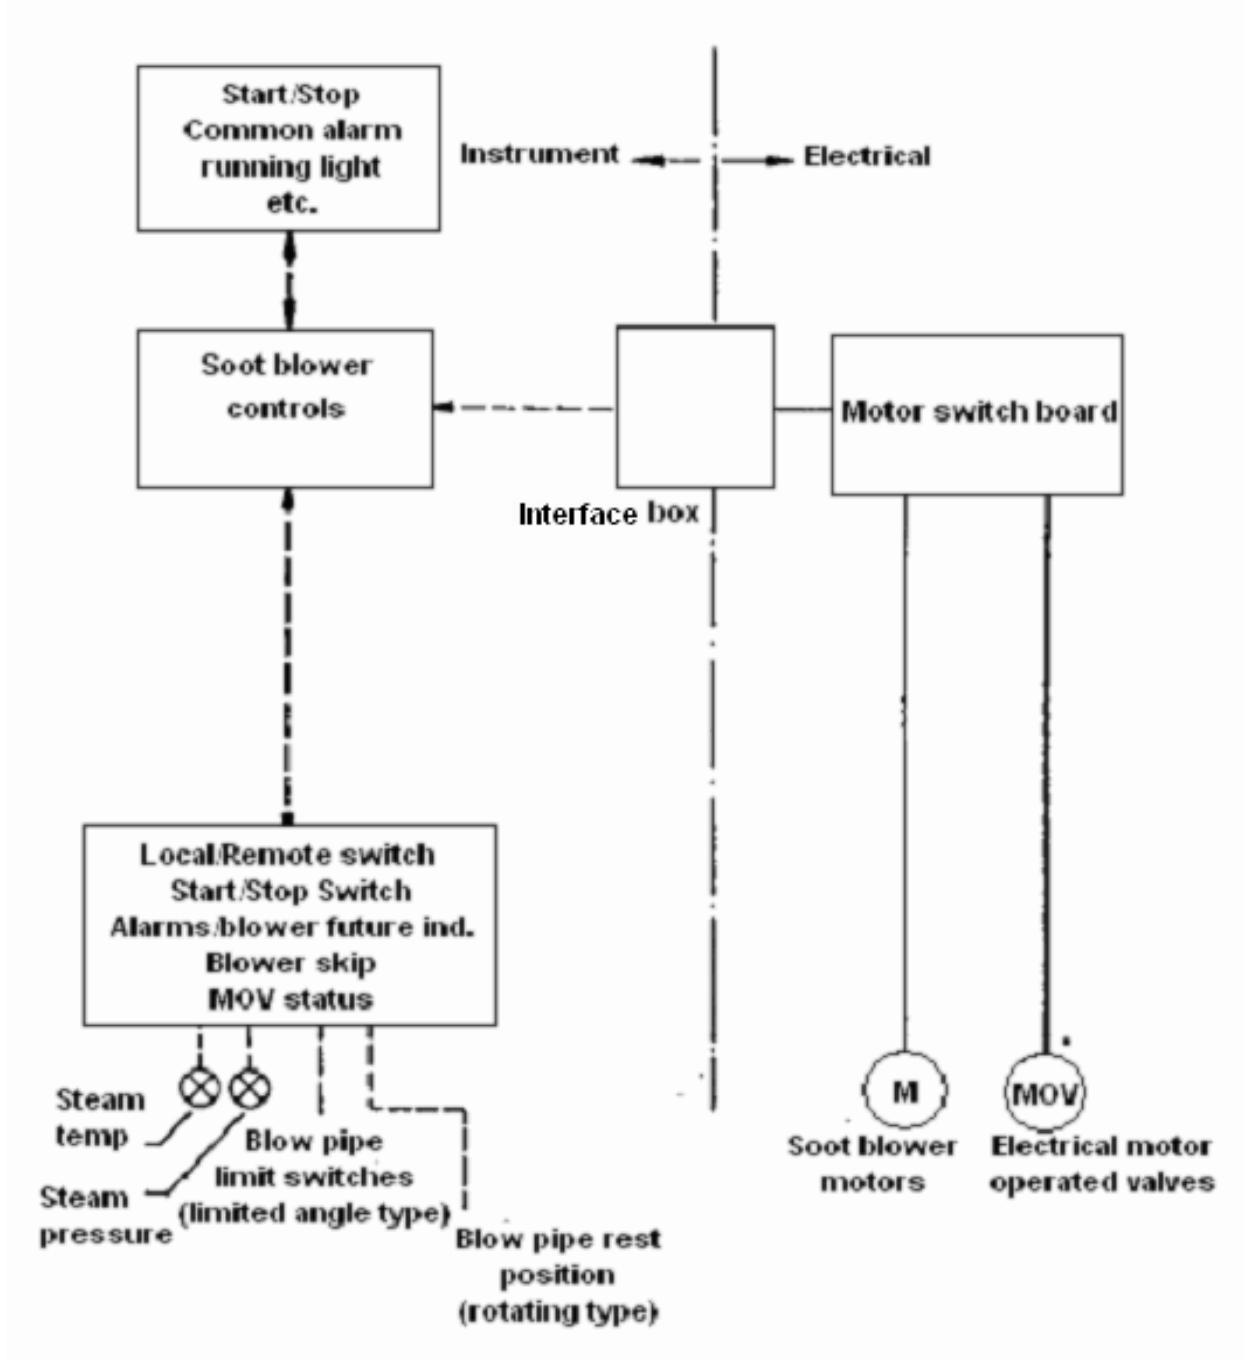 Start/Stop
Common alarm
running light
etc.
Instrument
Electrical
Soot blower
controls
Motor switch board
Interface box
Local/Remote switch
Start/Stop Switch
Alarms/blower future ind.
Blower skip
MOV status
Steam
temp
Steam
pressure
Blow pipe
limit switches
(limited angle type)
Blow pipe rest
position
(rotating type)
M
Soot blower
motors
MOV
Electrical motor
operated valves